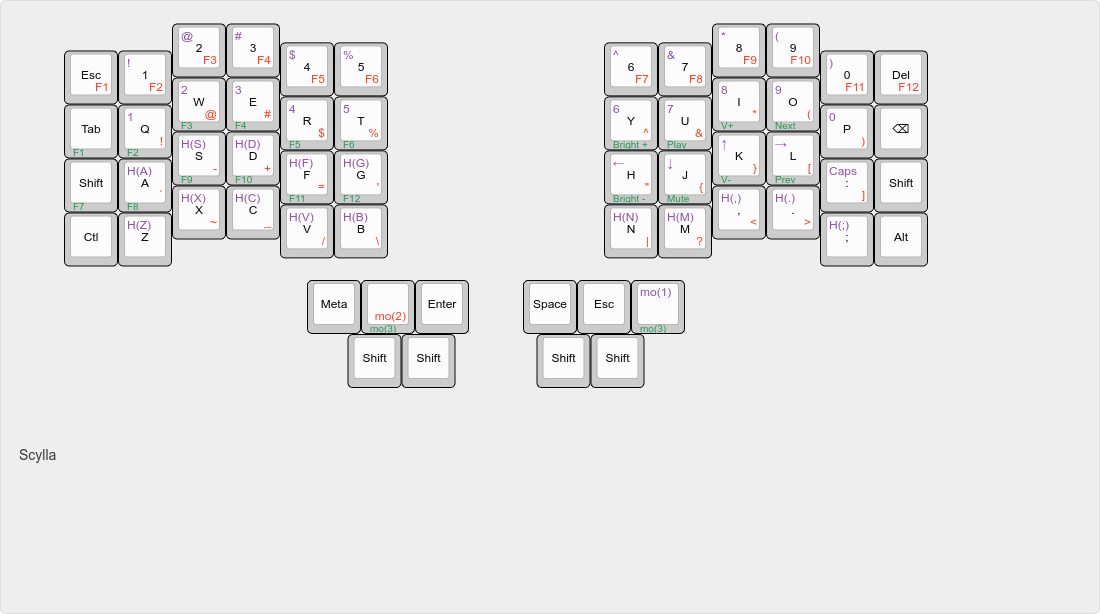 @ # 
2 3
F3 F4
$ % ^ & * (
4 5 6 7 8 9
F5 F6 F7 F8 F9 F10
! )
Esc 1 0 Del
F1 F2 F11 F12
2 3 8 9
W E I O
@ # * (
F3 F4 V+ Next
4 5 6 7
R T Y U
$ % ^ &
F5 F6 Bright + Play
1 0
Tab Q P ⌫
! )
F1 F2
H(S) H(D) ↑ →
S D K L
- + } [
F9 F10 V- Prev
H(F) H(G) ← ↓
F G H J
= ' " {
F11 F12 Bright - Mute
H(A) Caps
Shift A : Shift
` ]
F7 F8
H(X) H(C) H(,) H(.)
X C , .
~ _ < >
H(V) H(B) H(N) H(M)
V B N M
/ \ | ?
H(Z) H(;)
Ctl Z ; Alt
mo(1)
Meta Enter Space Esc
mo(2)
mo(3) mo(3)
Shift Shift Shift Shift
Scylla